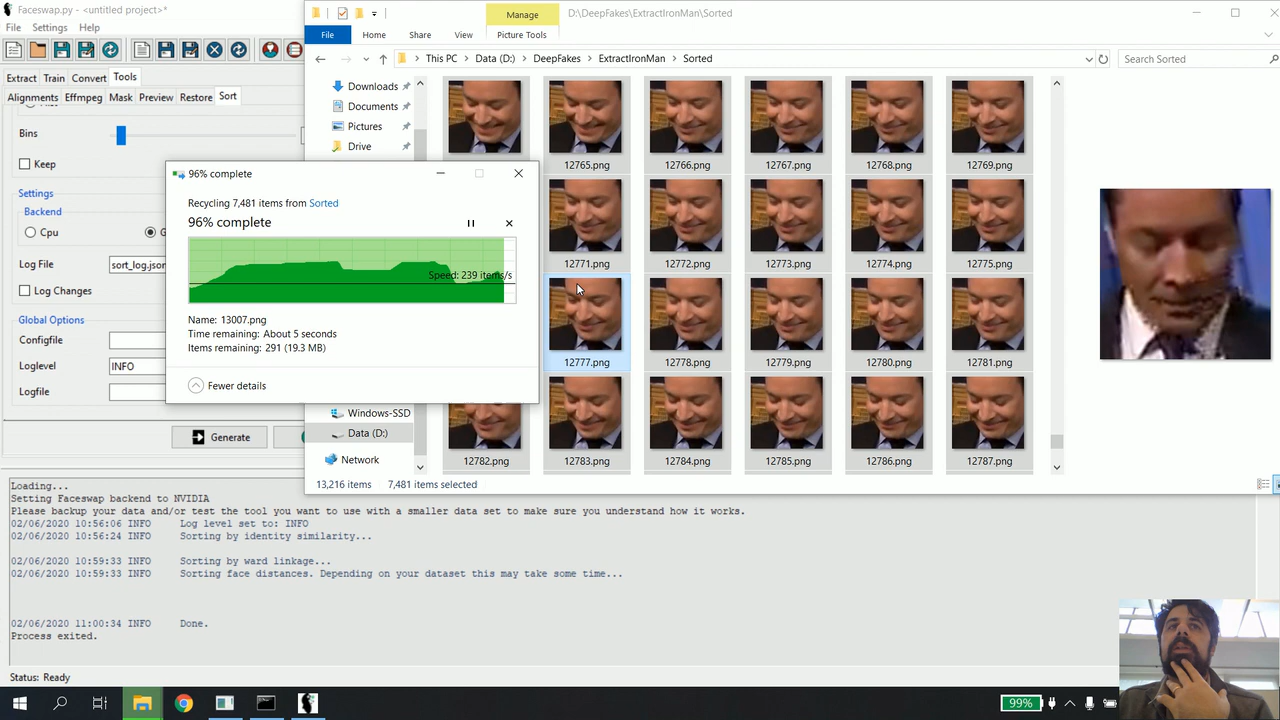 Faceswap.py - <untitled project>*
File Settings Help
Extract Train Convert Tools
Alignments Effmpeg Mask Preview Restore Sort
Bins
Keep
Settings
Backend
Cpu
Log File sort_log.json
Log Changes
Global Options
Configfile
Loglevel INFO
Logfile
Generate
96% complete
Recycling 7,481 items from Sorted
96% complete
Speed: 239 items/s
Name: 13007.png
Time remaining: About 5 seconds
Items remaining: 291 (19.3 MB)
Fewer details
Manage D:\DeepFakes\ExtractIronMan\Sorted
File Home Share View Picture Tools
This PC Data (D:) DeepFakes ExtractIronMan Sorted
Search Sorted
Downloads
Documents
Pictures
Drive
Windows-SSD
Data (D:)
Network
12765.png 12766.png 12767.png 12768.png 12769.png
12771.png 12772.png 12773.png 12774.png 12775.png
12777.png 12778.png 12779.png 12780.png 12781.png
12782.png 12783.png 12784.png 12785.png 12786.png 12787.png
13,216 items 7,481 items selected
Loading...
Setting Faceswap backend to NVIDIA
Please backup your data and/or test the tool you want to use with a smaller data set to make sure you understand how it works.
02/06/2020 10:56:06 INFO Log level set to: INFO
02/06/2020 10:56:24 INFO Sorting by identity similarity...
02/06/2020 10:59:33 INFO Sorting by ward linkage...
02/06/2020 10:59:33 INFO Sorting face distances. Depending on your dataset this may take some time...
02/06/2020 11:00:34 INFO Done.
Process exited.
Status: Ready
99%